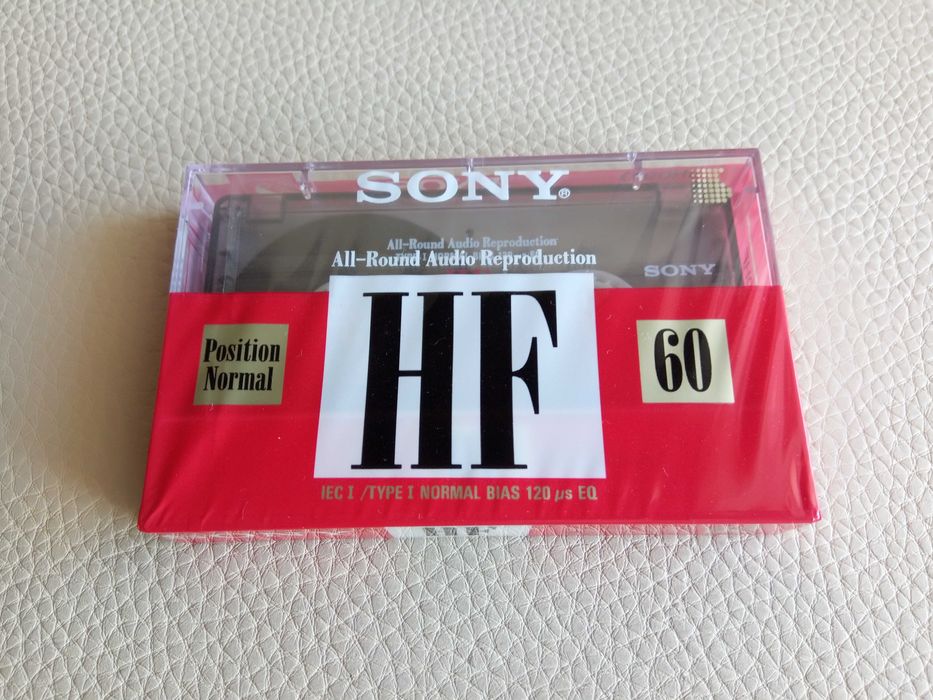 SONY®
All-Round Audio Reproduction
All-Round Audio Reproduction
SONY
Position
Normal
HF
60
IEC I /TYPE I NORMAL BIAS 120 µs EQ